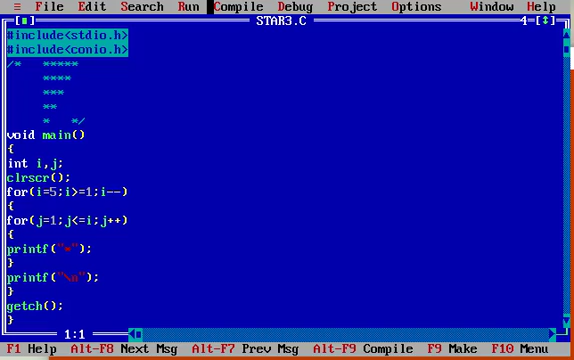 ≡ File Edit Search Run Compile Debug Project Options Window Help
[■] STAR3.C 4=[↕]
#include<stdio.h>
#include<conio.h>
/* *****
****
***
**
* */
void main()
{
int i,j;
clrscr();
for(i=5;i>=1;i--)
{
for(j=1;j<=i;j++)
{
printf("*");
}
printf("\n");
}
getch();
}
1:1
F1 Help Alt-F8 Next Msg Alt-F7 Prev Msg Alt-F9 Compile F9 Make F10 Menu